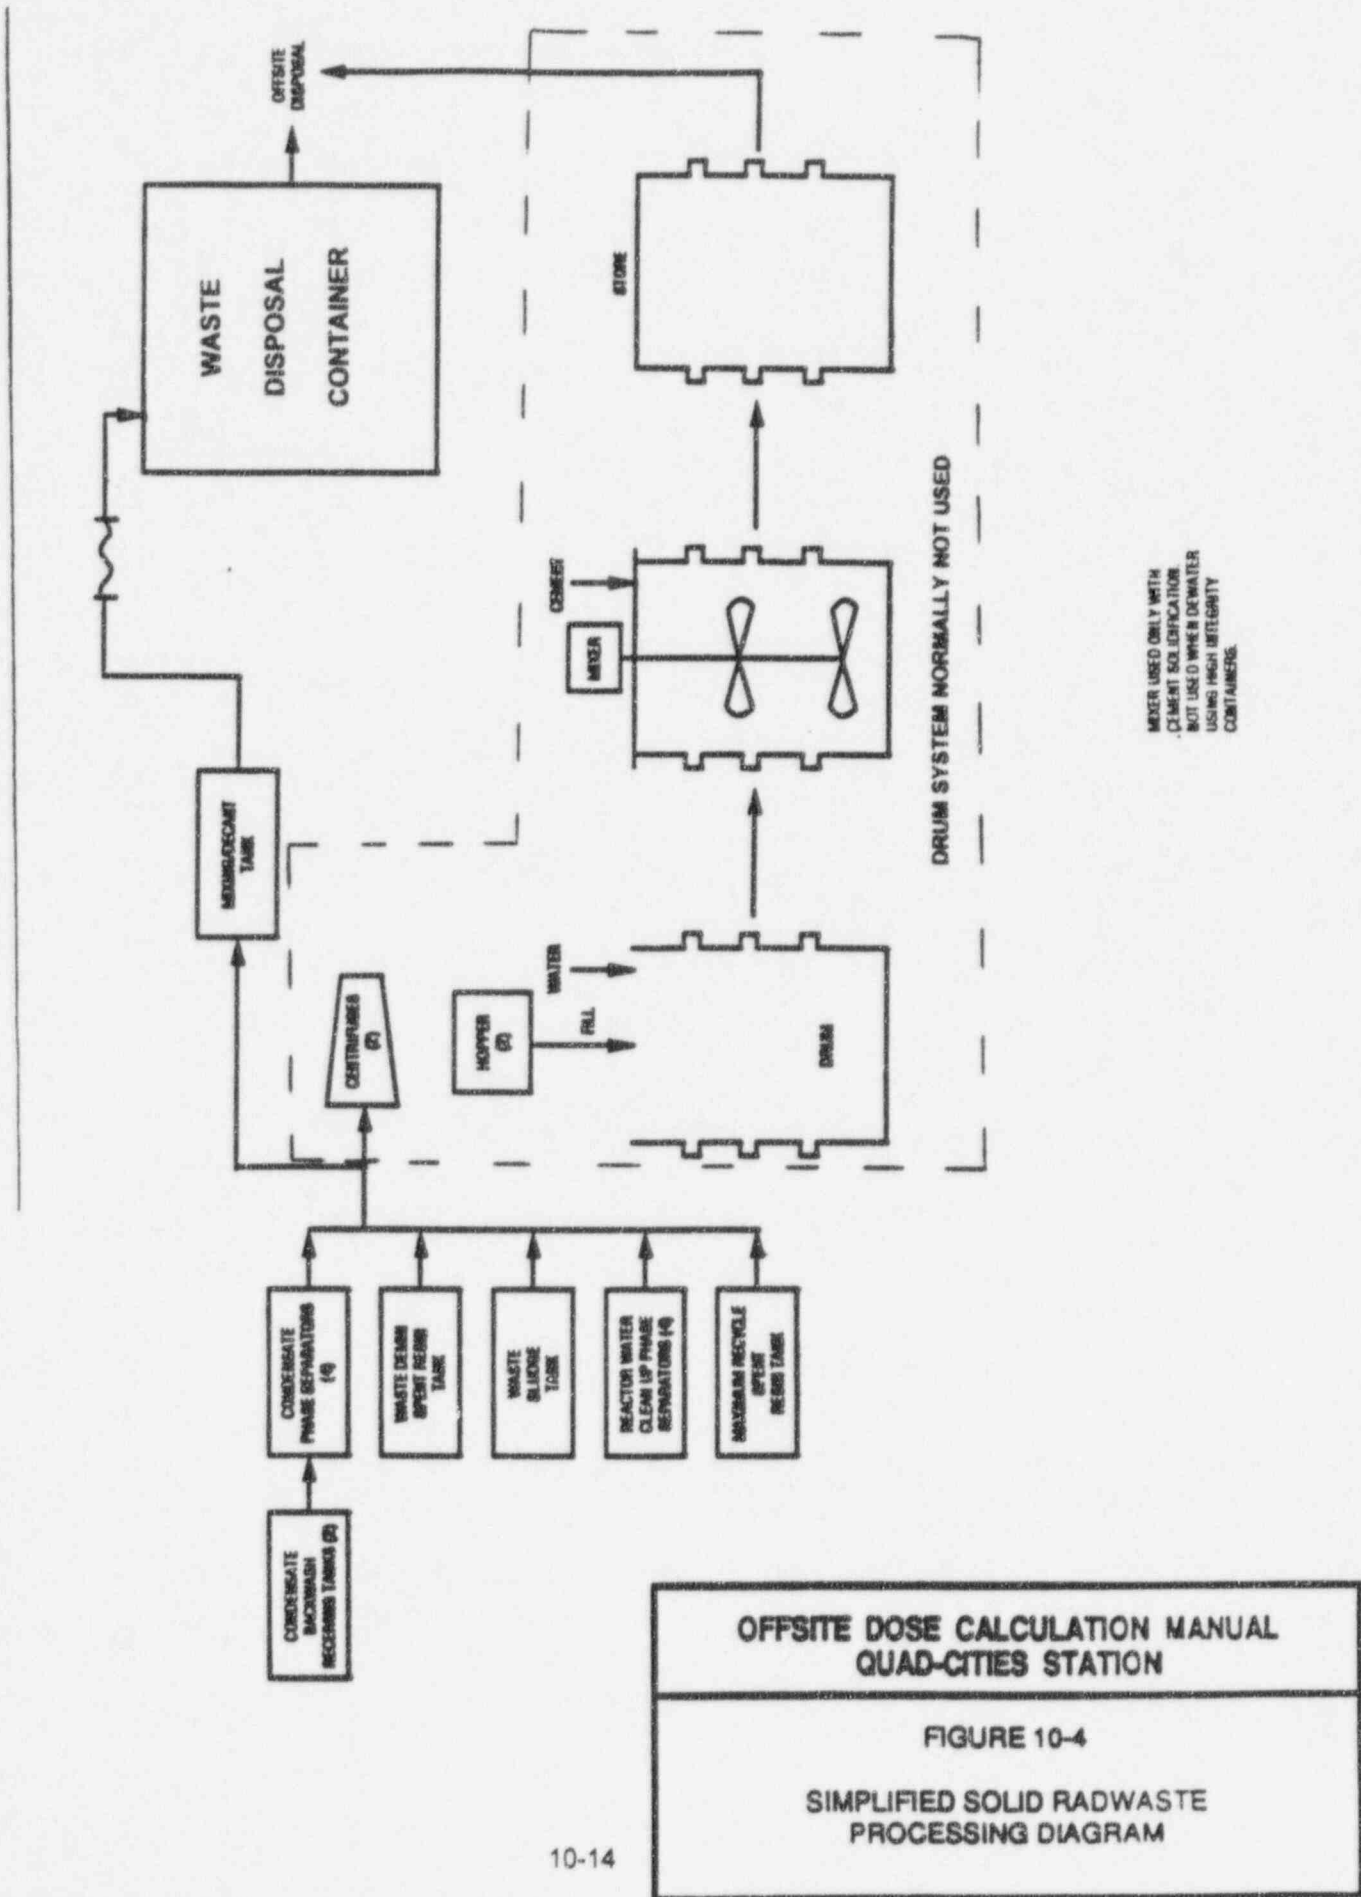 OFFSITE
DISPOSAL
WASTE
DISPOSAL
CONTAINER
MIXING/DECANT
TANK
CENTRIFUGES
(2)
HOPPER
(2)
FILL
WATER
DRUM
MIXER
CEMENT
STORE
DRUM SYSTEM NORMALLY NOT USED
CONDENSATE
BACKWASH
RECEIVING TANKS (2)
CONDENSATE
PHASE SEPARATORS
(4)
WASTE DEMIN
SPENT RESIN
TANK
WASTE
SLUDGE
TANK
REACTOR WATER
CLEAN UP PHASE
SEPARATORS (4)
MAXIMUM RECYCLE
SPENT
RESIN TANK
MIXER USED ONLY WITH
CEMENT SOLIDIFICATION.
NOT USED WHEN DEWATER
USING HIGH INTEGRITY
CONTAINERS.
OFFSITE DOSE CALCULATION MANUAL
QUAD-CITIES STATION
FIGURE 10-4
SIMPLIFIED SOLID RADWASTE
PROCESSING DIAGRAM
10-14